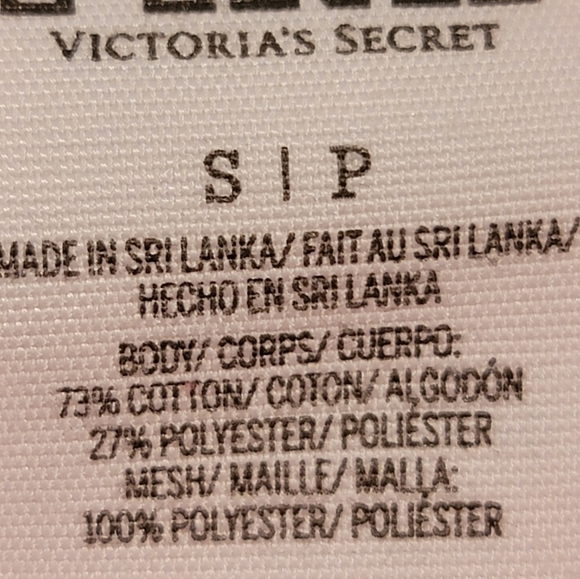 VICTORIA'S SECRET
S | P
MADE IN SRI LANKA/ FAIT AU SRI LANKA/
HECHO EN SRI LANKA
BODY/ CORPS/ CUERPO:
73% COTTON/ COTON/ ALGODÓN
27% POLYESTER/ POLIÉSTER
MESH/ MAILLE/ MALLA:
100% POLYESTER/ POLIÉSTER